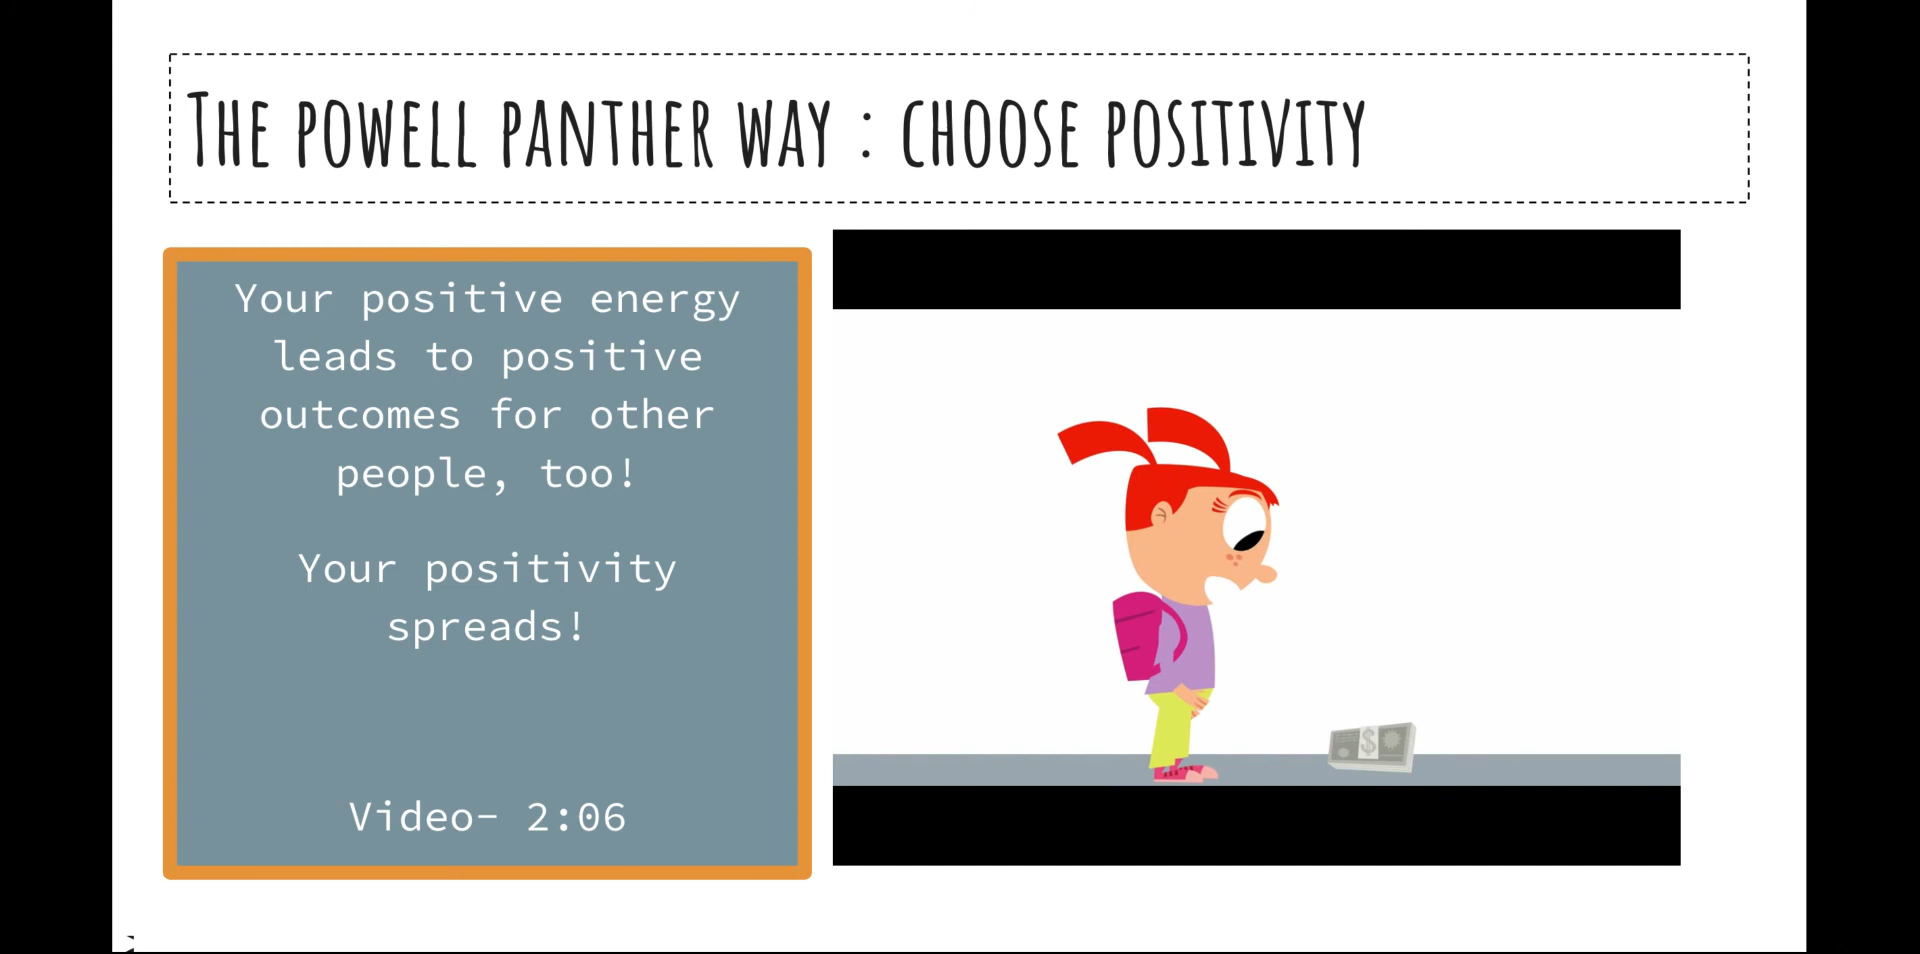 The powell panther way : choose positivity
Your positive energy
leads to positive
outcomes for other
people, too!
Your positivity
spreads!
Video- 2:06
$